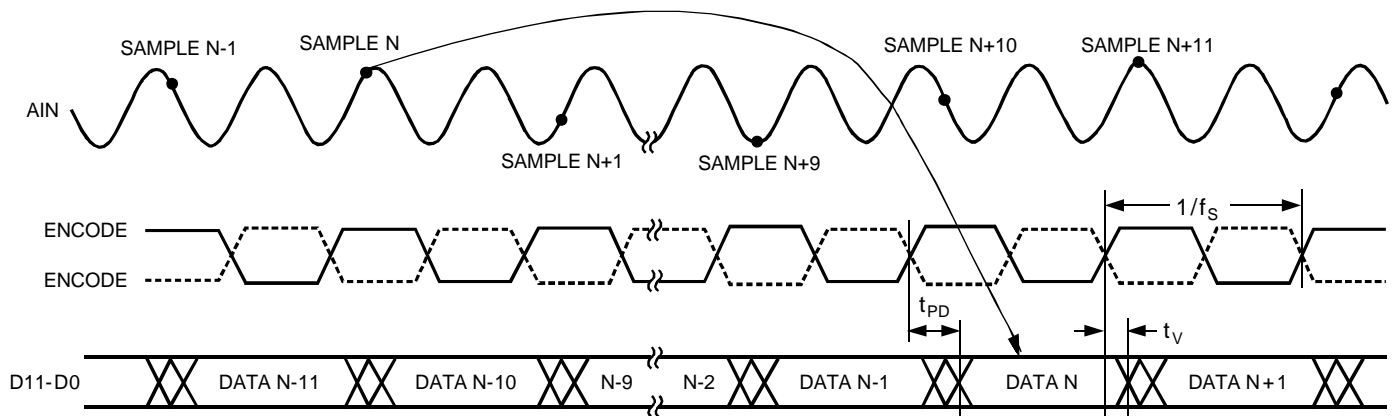 SAMPLE N-1
SAMPLE N
SAMPLE N+10
SAMPLE N+11
AIN
SAMPLE N+1
SAMPLE N+9
1/fS
ENCODE
ENCODE
tPD
tV
D11-D0
DATA N-11
DATA N-10
N-9
N-2
DATA N-1
DATA N
DATA N+1